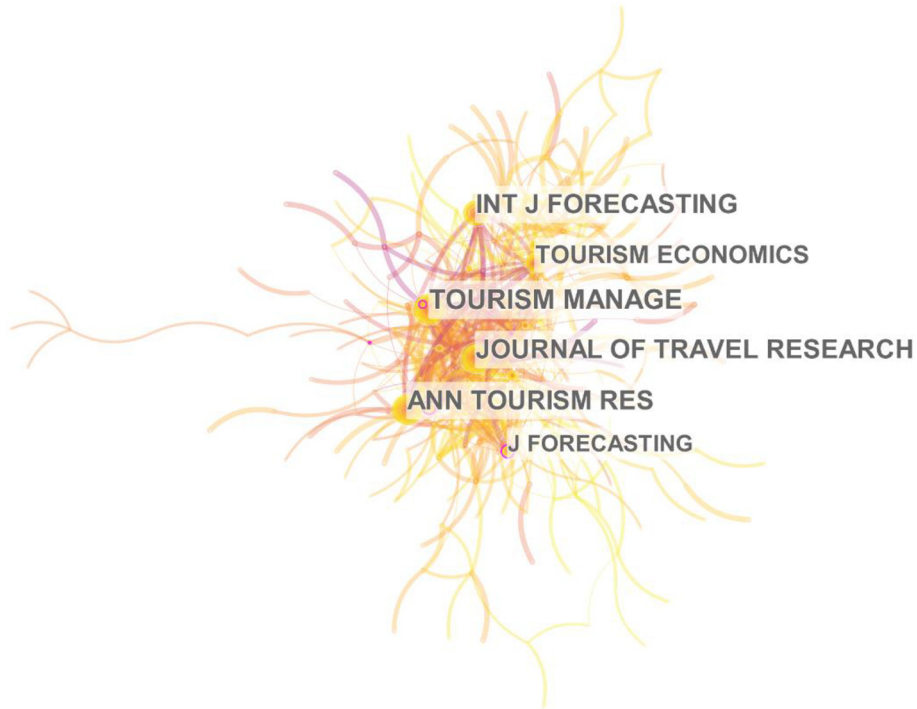 INT J FORECASTING
TOURISM ECONOMICS
TOURISM MANAGE
JOURNAL OF TRAVEL RESEARCH
ANN TOURISM RES
J FORECASTING